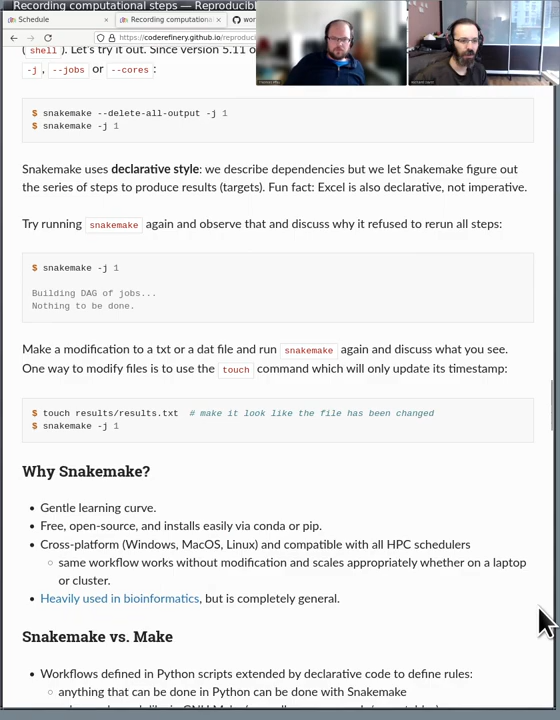 Recording computational steps — Reproducib
Schedule
Recording computationa
wor
https://coderefinery.github.io/reproduci
( shell ). Let's try it out. Since version 5.11 o
-j , --jobs or --cores :
$ snakemake --delete-all-output -j 1
$ snakemake -j 1
Snakemake uses declarative style: we describe dependencies but we let Snakemake figure out
the series of steps to produce results (targets). Fun fact: Excel is also declarative, not imperative.
Try running snakemake again and observe that and discuss why it refused to rerun all steps:
$ snakemake -j 1
Building DAG of jobs...
Nothing to be done.
Make a modification to a txt or a dat file and run snakemake again and discuss what you see.
One way to modify files is to use the touch command which will only update its timestamp:
$ touch results/results.txt # make it look like the file has been changed
$ snakemake -j 1
Why Snakemake?
• Gentle learning curve.
• Free, open-source, and installs easily via conda or pip.
• Cross-platform (Windows, MacOS, Linux) and compatible with all HPC schedulers
◦ same workflow works without modification and scales appropriately whether on a laptop
or cluster.
• Heavily used in bioinformatics, but is completely general.
Snakemake vs. Make
• Workflows defined in Python scripts extended by declarative code to define rules:
◦ anything that can be done in Python can be done with Snakemake